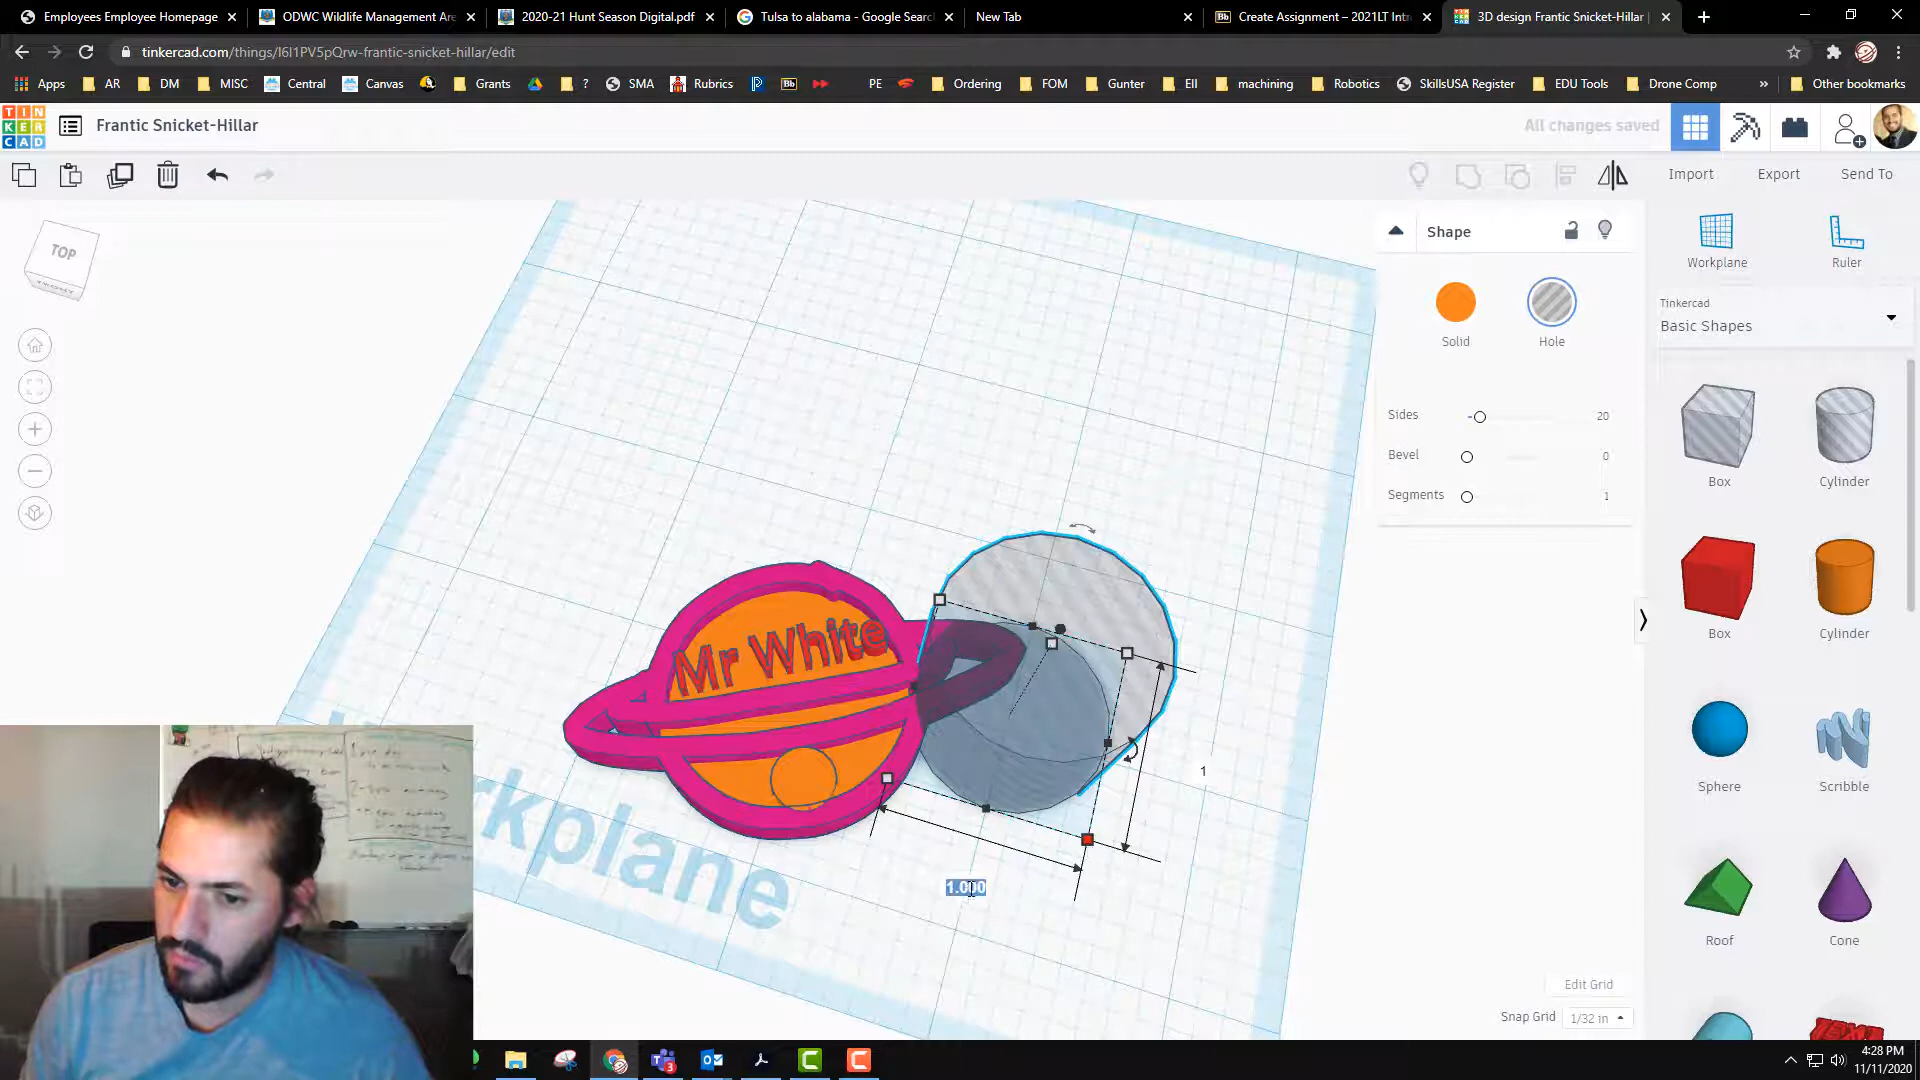 Employees Employee Homepage
ODWC Wildlife Management Are
2020-21 Hunt Season Digital.pdf
Tulsa to alabama - Google Searc
New Tab
Create Assignment – 2021LT Intr
3D design Frantic Snicket-Hillar |
tinkercad.com/things/l6l1PV5pQrw-frantic-snicket-hillar/edit
Apps AR DM MISC Central Canvas Grants ? SMA Rubrics Bb PE Ordering FOM Gunter EII machining Robotics SkillsUSA Register EDU Tools Drone Comp » Other bookmarks
TIN
KER
CAD
Frantic Snicket-Hillar
All changes saved
Import Export Send To
TOP
FRONT
Shape
Solid Hole
Sides 20
Bevel 0
Segments 1
Workplane Ruler
Tinkercad
Basic Shapes
Box Cylinder
Box Cylinder
Sphere Scribble
Roof Cone
TEXT
Mr White
rkplane
1
1.000
Edit Grid
Snap Grid 1/32 in
4:28 PM
11/11/2020